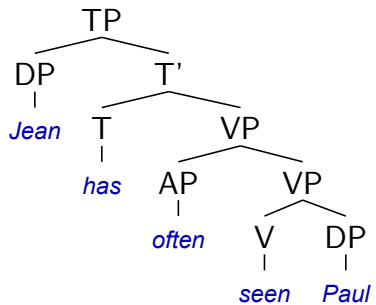 TP
DP T'
Jean T VP
has AP VP
often V DP
seen Paul